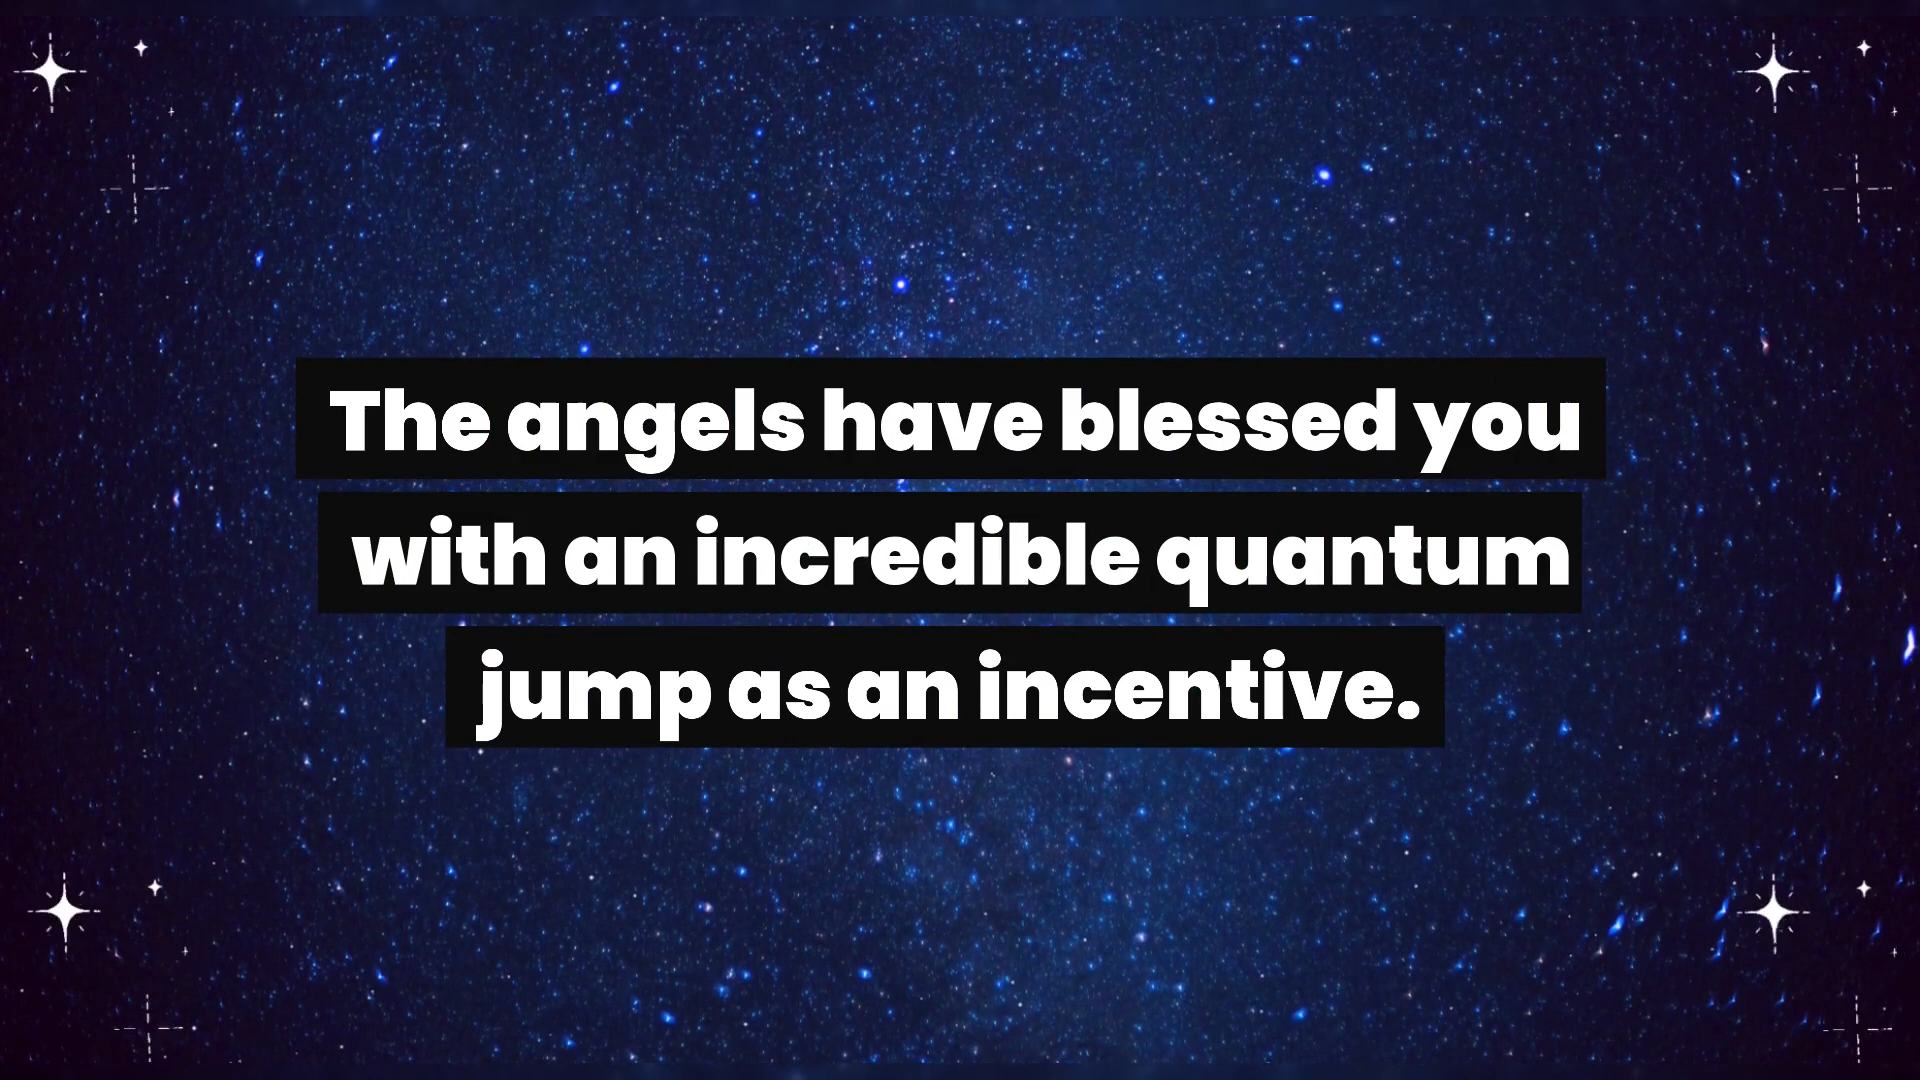 The angels have blessed you
with an incredible quantum
jump as an incentive.